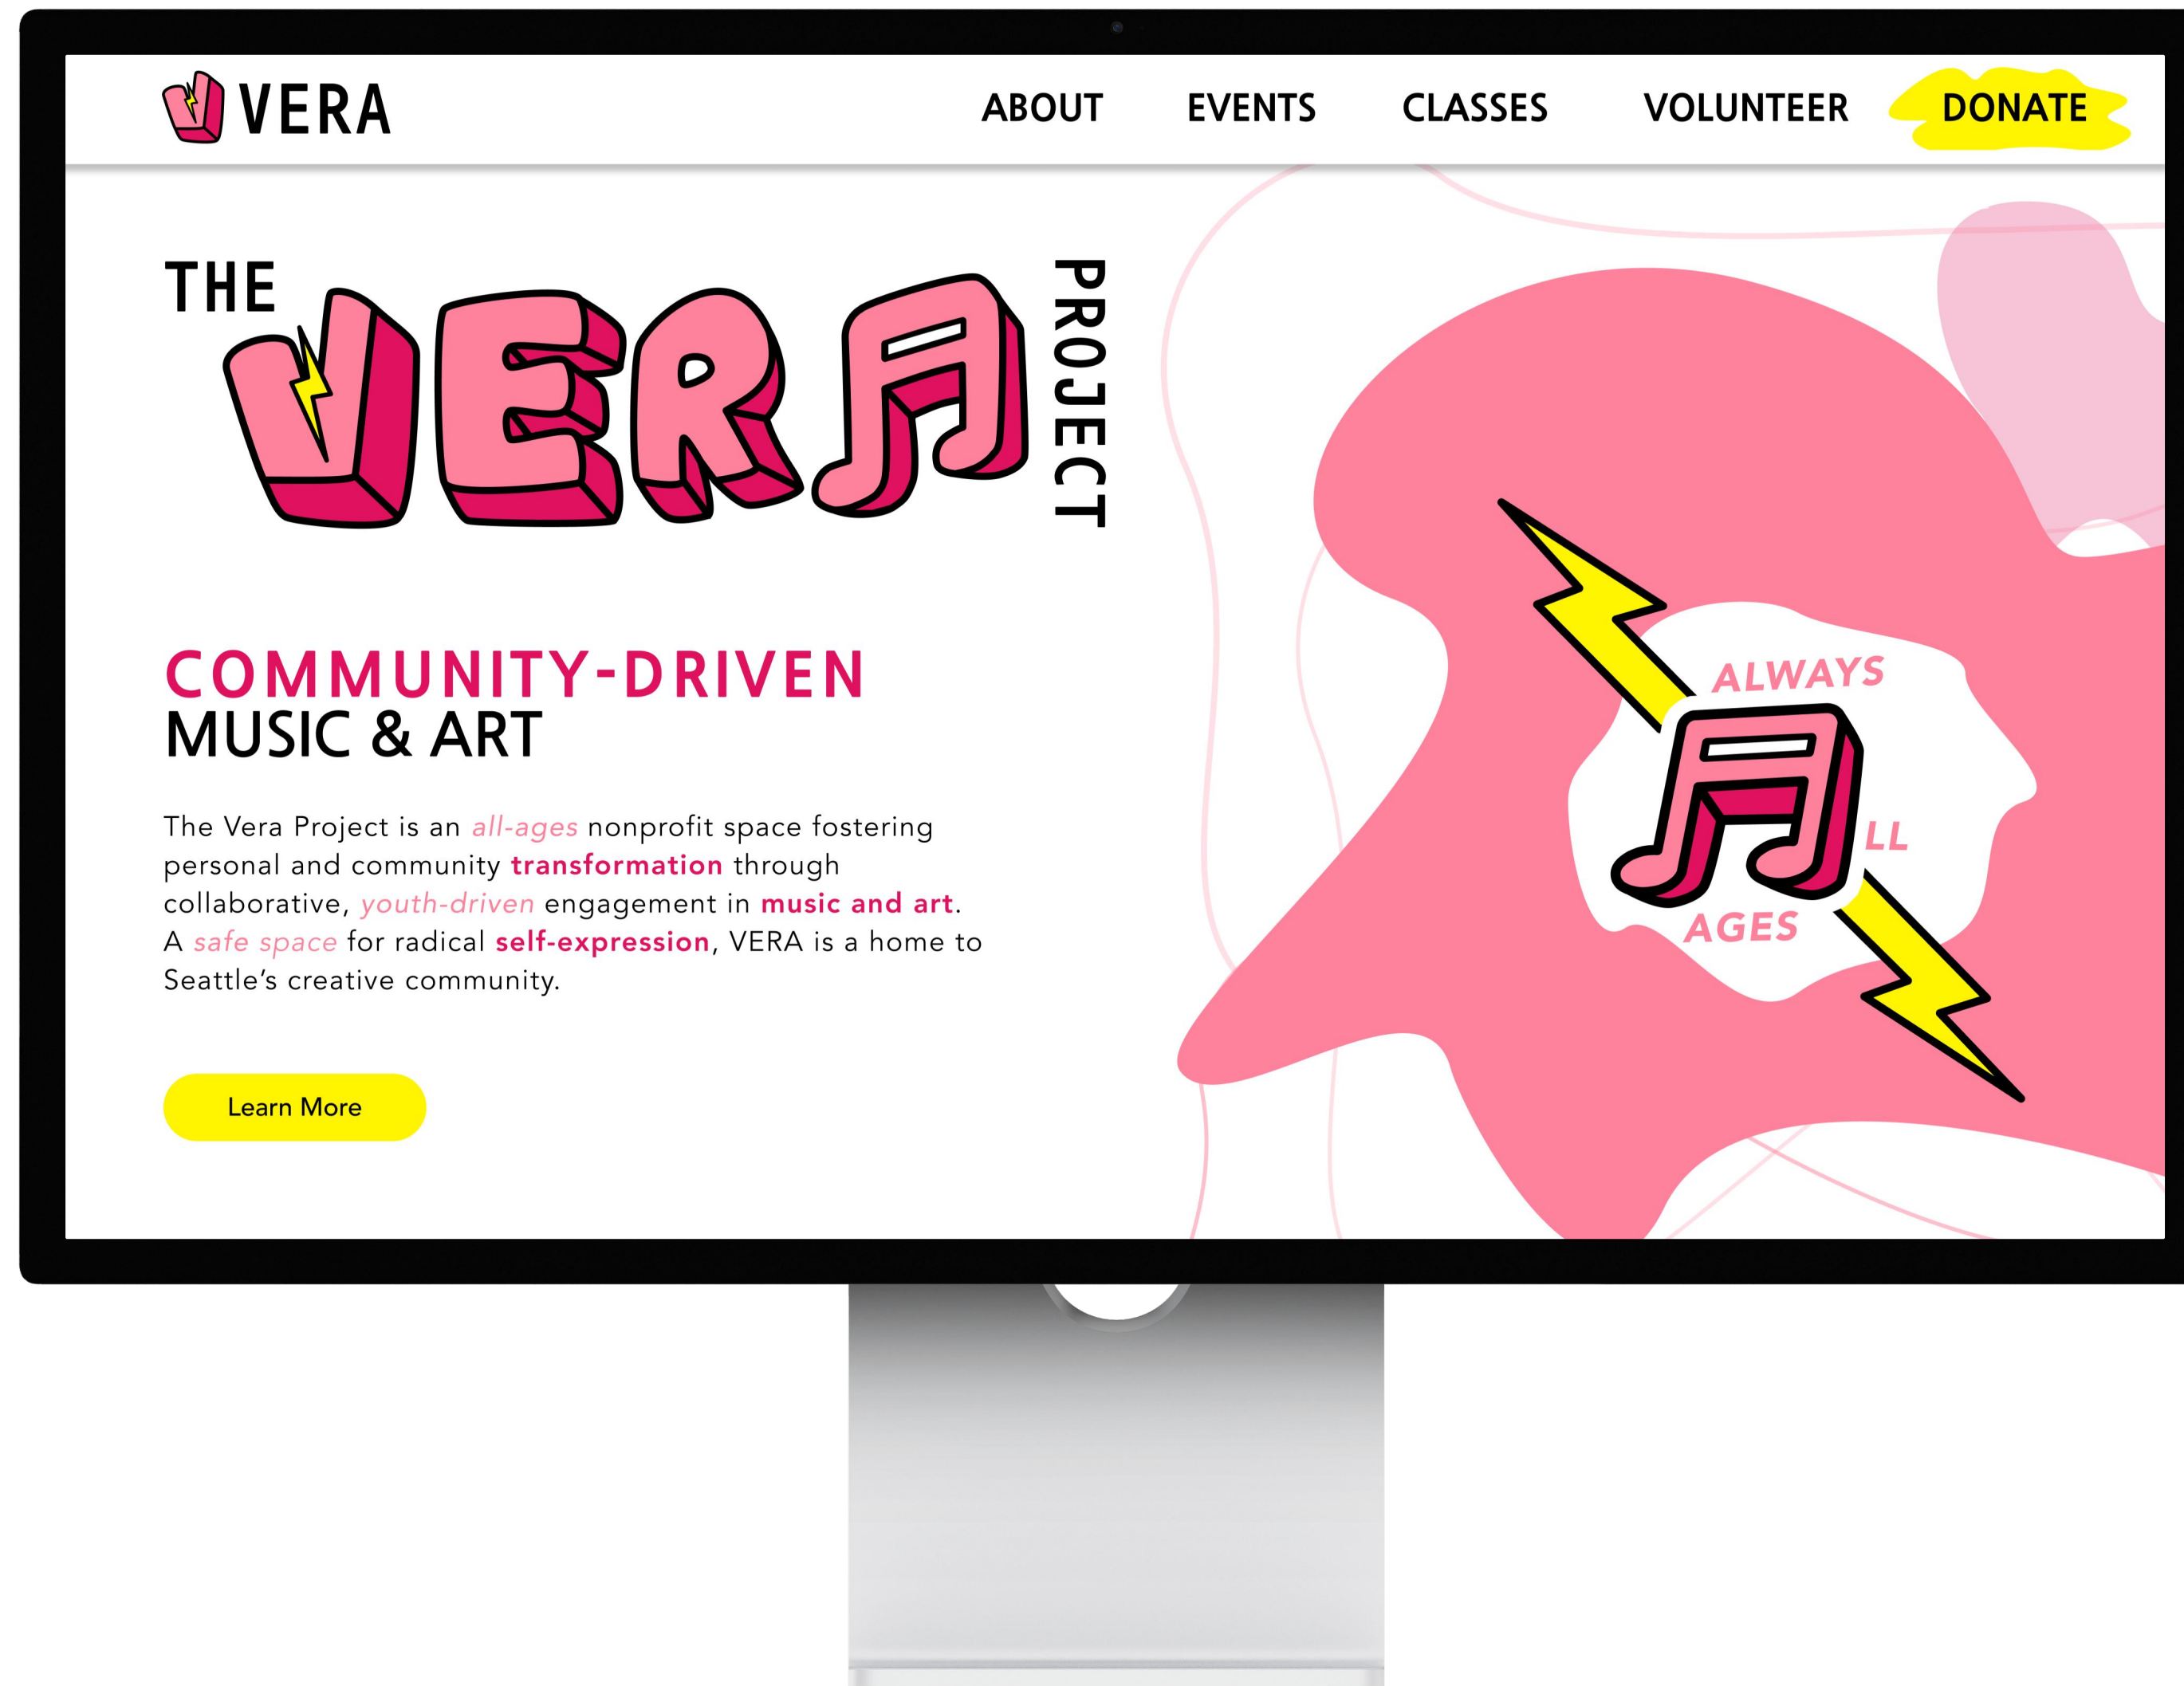 VERA
ABOUT EVENTS CLASSES VOLUNTEER DONATE
THE
VERA
PROJECT
COMMUNITY-DRIVEN
MUSIC & ART
The Vera Project is an all-ages nonprofit space fostering
personal and community transformation through
collaborative, youth-driven engagement in music and art.
A safe space for radical self-expression, VERA is a home to
Seattle’s creative community.
Learn More
ALWAYS
ALL
AGES